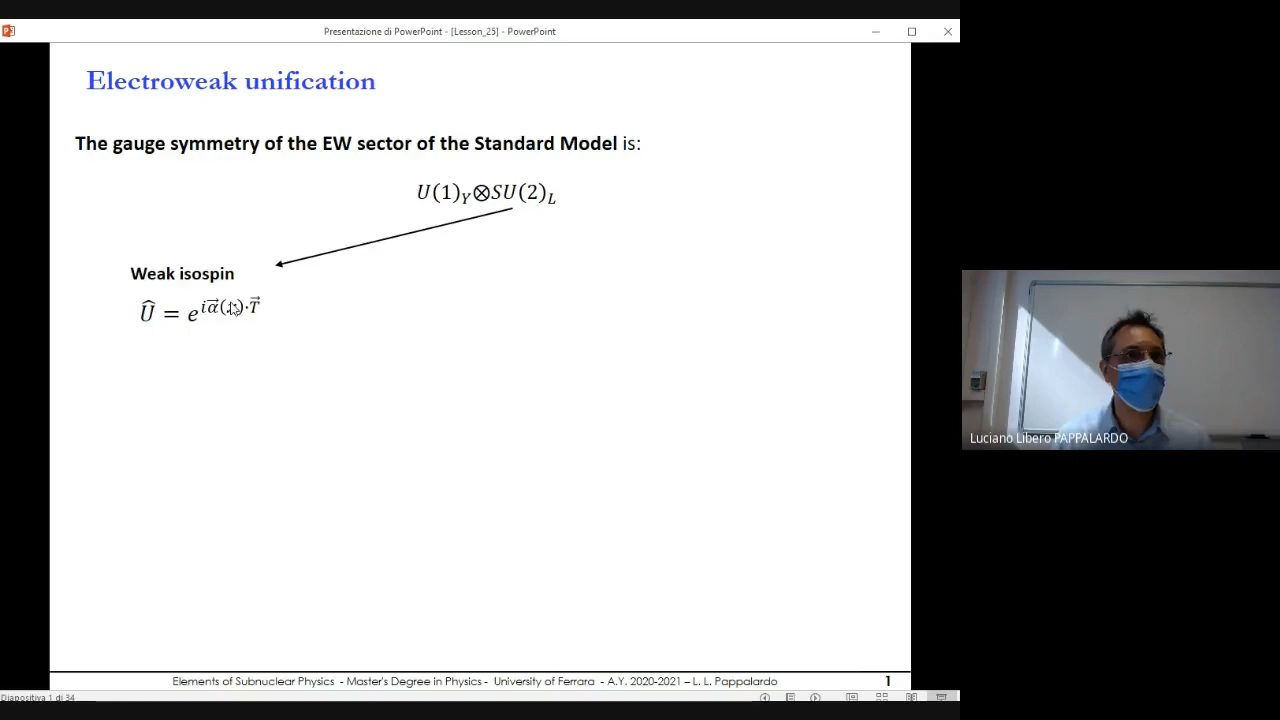 Presentazione di PowerPoint - [Lesson_25] - PowerPoint
Electroweak unification
The gauge symmetry of the EW sector of the Standard Model is:
U(1)_Y⊗SU(2)_L
Weak isospin
Û = e^{iα⃗( )·T⃗}
Luciano Libero PAPPALARDO
Elements of Subnuclear Physics - Master's Degree in Physics - University of Ferrara - A.Y. 2020-2021 – L. L. Pappalardo
1
Diapositiva 1 di 34